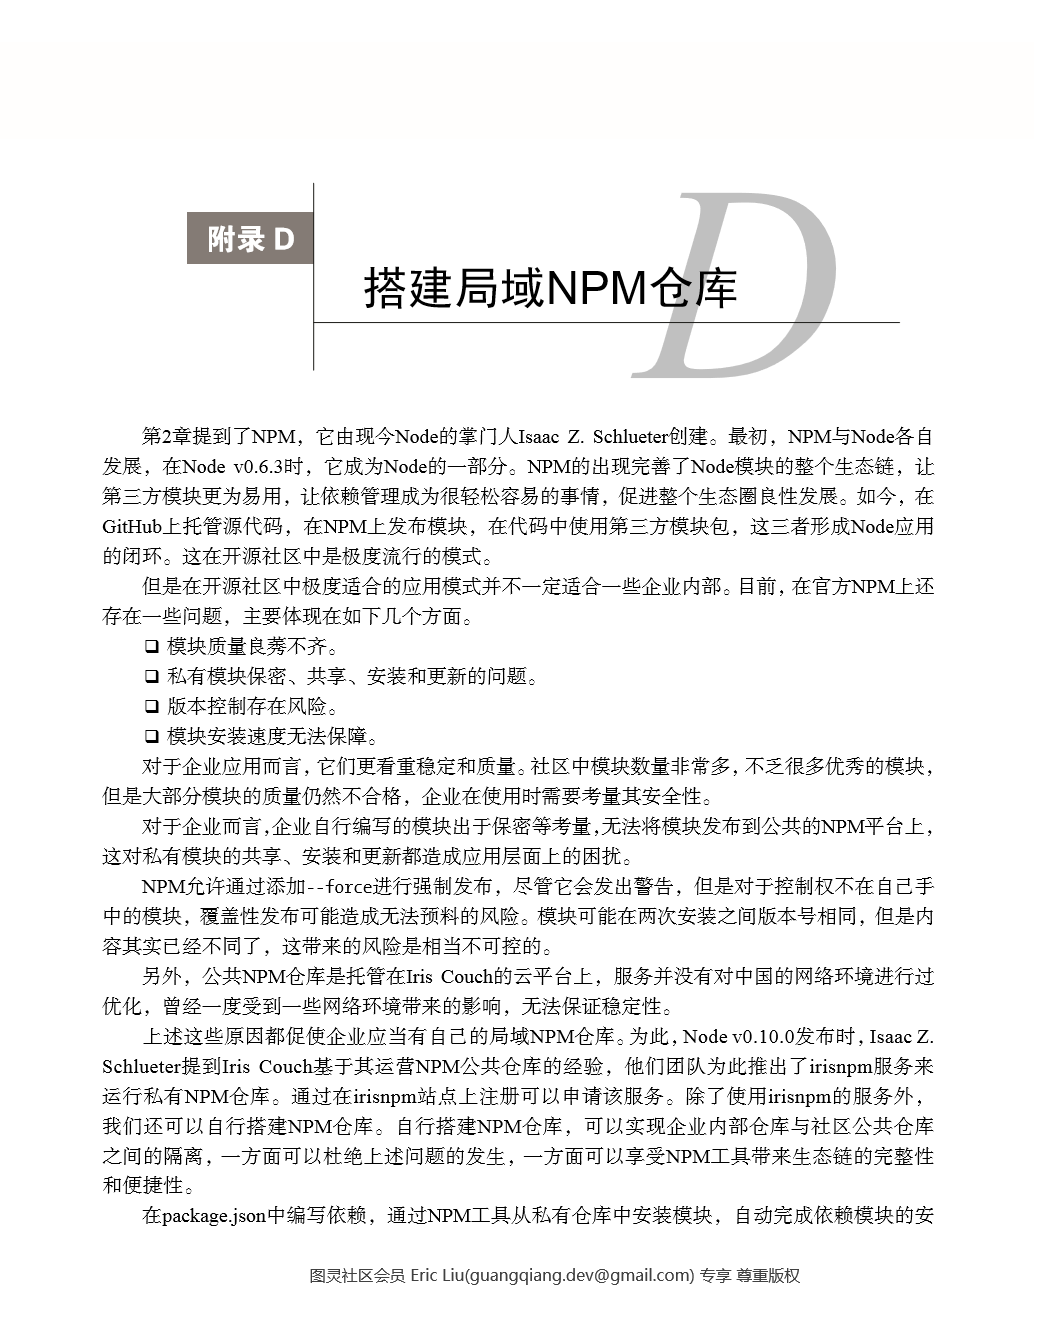 附录 D
D
搭建局域NPM仓库
第2章提到了NPM，它由现今Node的掌门人Isaac Z. Schlueter创建。最初，NPM与Node各自
发展，在Node v0.6.3时，它成为Node的一部分。NPM的出现完善了Node模块的整个生态链，让
第三方模块更为易用，让依赖管理成为很轻松容易的事情，促进整个生态圈良性发展。如今，在
GitHub上托管源代码，在NPM上发布模块，在代码中使用第三方模块包，这三者形成Node应用
的闭环。这在开源社区中是极度流行的模式。
但是在开源社区中极度适合的应用模式并不一定适合一些企业内部。目前，在官方NPM上还
存在一些问题，主要体现在如下几个方面。
❑ 模块质量良莠不齐。
❑ 私有模块保密、共享、安装和更新的问题。
❑ 版本控制存在风险。
❑ 模块安装速度无法保障。
对于企业应用而言，它们更看重稳定和质量。社区中模块数量非常多，不乏很多优秀的模块，
但是大部分模块的质量仍然不合格，企业在使用时需要考量其安全性。
对于企业而言，企业自行编写的模块出于保密等考量，无法将模块发布到公共的NPM平台上，
这对私有模块的共享、安装和更新都造成应用层面上的困扰。
NPM允许通过添加--force进行强制发布，尽管它会发出警告，但是对于控制权不在自己手
中的模块，覆盖性发布可能造成无法预料的风险。模块可能在两次安装之间版本号相同，但是内
容其实已经不同了，这带来的风险是相当不可控的。
另外，公共NPM仓库是托管在Iris Couch的云平台上，服务并没有对中国的网络环境进行过
优化，曾经一度受到一些网络环境带来的影响，无法保证稳定性。
上述这些原因都促使企业应当有自己的局域NPM仓库。为此，Node v0.10.0发布时，Isaac Z.
Schlueter提到Iris Couch基于其运营NPM公共仓库的经验，他们团队为此推出了irisnpm服务来
运行私有NPM仓库。通过在irisnpm站点上注册可以申请该服务。除了使用irisnpm的服务外，
我们还可以自行搭建NPM仓库。自行搭建NPM仓库，可以实现企业内部仓库与社区公共仓库
之间的隔离，一方面可以杜绝上述问题的发生，一方面可以享受NPM工具带来生态链的完整性
和便捷性。
在package.json中编写依赖，通过NPM工具从私有仓库中安装模块，自动完成依赖模块的安
图灵社区会员 Eric Liu(guangqiang.dev@gmail.com) 专享 尊重版权